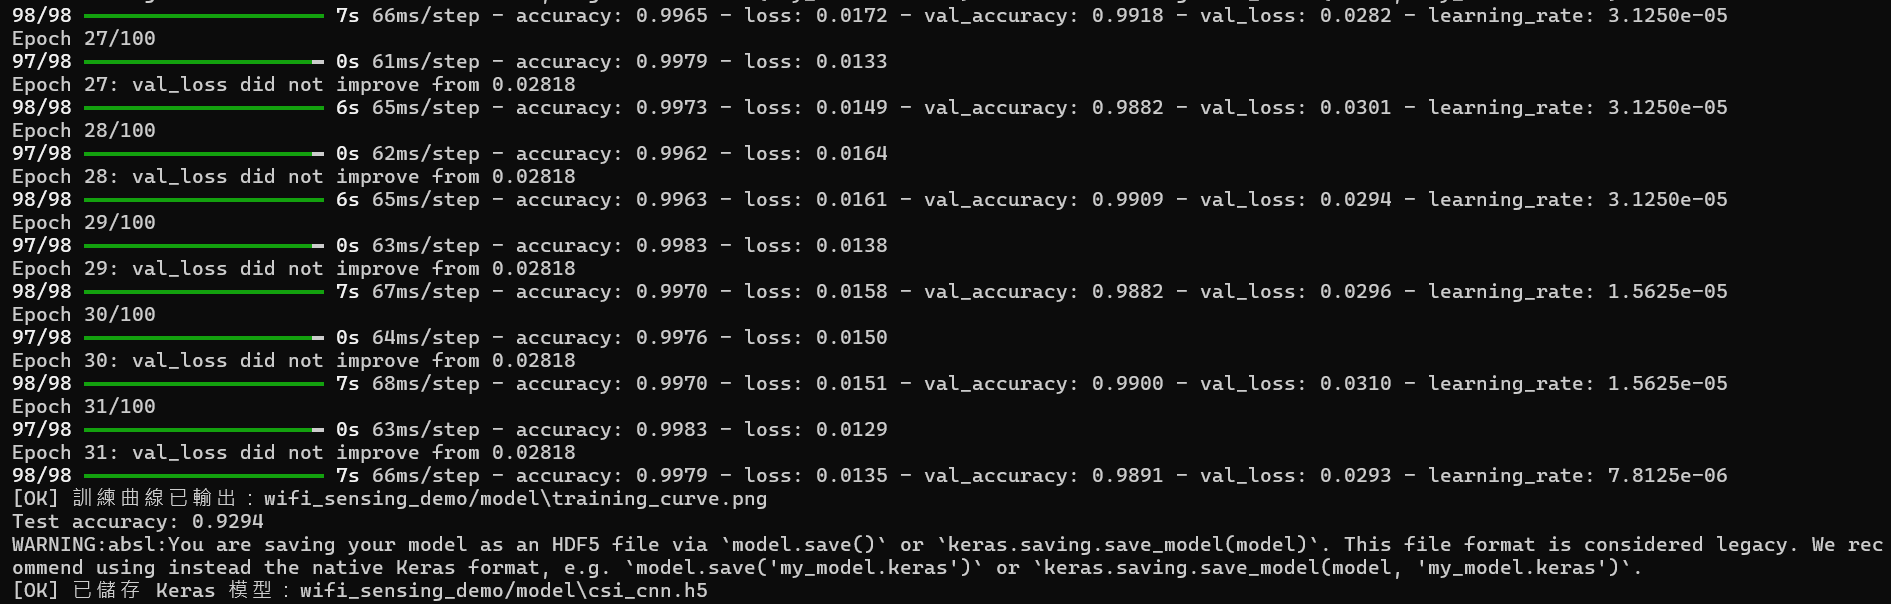 98/98 ━━━━━━━━━━━━━━━━━━━━ 7s 66ms/step - accuracy: 0.9965 - loss: 0.0172 - val_accuracy: 0.9918 - val_loss: 0.0282 - learning_rate: 3.1250e-05
Epoch 27/100
97/98 ━━━━━━━━━━━━━━━━━━━━ 0s 61ms/step - accuracy: 0.9979 - loss: 0.0133
Epoch 27: val_loss did not improve from 0.02818
98/98 ━━━━━━━━━━━━━━━━━━━━ 6s 65ms/step - accuracy: 0.9973 - loss: 0.0149 - val_accuracy: 0.9882 - val_loss: 0.0301 - learning_rate: 3.1250e-05
Epoch 28/100
97/98 ━━━━━━━━━━━━━━━━━━━━ 0s 62ms/step - accuracy: 0.9962 - loss: 0.0164
Epoch 28: val_loss did not improve from 0.02818
98/98 ━━━━━━━━━━━━━━━━━━━━ 6s 65ms/step - accuracy: 0.9963 - loss: 0.0161 - val_accuracy: 0.9909 - val_loss: 0.0294 - learning_rate: 3.1250e-05
Epoch 29/100
97/98 ━━━━━━━━━━━━━━━━━━━━ 0s 63ms/step - accuracy: 0.9983 - loss: 0.0138
Epoch 29: val_loss did not improve from 0.02818
98/98 ━━━━━━━━━━━━━━━━━━━━ 7s 67ms/step - accuracy: 0.9970 - loss: 0.0158 - val_accuracy: 0.9882 - val_loss: 0.0296 - learning_rate: 1.5625e-05
Epoch 30/100
97/98 ━━━━━━━━━━━━━━━━━━━━ 0s 64ms/step - accuracy: 0.9976 - loss: 0.0150
Epoch 30: val_loss did not improve from 0.02818
98/98 ━━━━━━━━━━━━━━━━━━━━ 7s 68ms/step - accuracy: 0.9970 - loss: 0.0151 - val_accuracy: 0.9900 - val_loss: 0.0310 - learning_rate: 1.5625e-05
Epoch 31/100
97/98 ━━━━━━━━━━━━━━━━━━━━ 0s 63ms/step - accuracy: 0.9983 - loss: 0.0129
Epoch 31: val_loss did not improve from 0.02818
98/98 ━━━━━━━━━━━━━━━━━━━━ 7s 66ms/step - accuracy: 0.9979 - loss: 0.0135 - val_accuracy: 0.9891 - val_loss: 0.0293 - learning_rate: 7.8125e-06
[OK] 訓練曲線已輸出：wifi_sensing_demo/model\training_curve.png
Test accuracy: 0.9294
WARNING:absl:You are saving your model as an HDF5 file via `model.save()` or `keras.saving.save_model(model)`. This file format is considered legacy. We rec
ommend using instead the native Keras format, e.g. `model.save('my_model.keras')` or `keras.saving.save_model(model, 'my_model.keras')`.
[OK] 已儲存 Keras 模型：wifi_sensing_demo/model\csi_cnn.h5